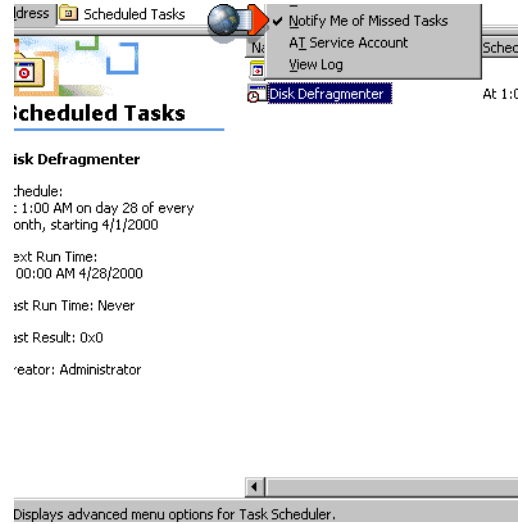 dress Scheduled Tasks
Notify Me of Missed Tasks
AT Service Account
View Log
Na Sched
Disk Defragmenter At 1:0
Scheduled Tasks
isk Defragmenter
chedule:
t 1:00 AM on day 28 of every
onth, starting 4/1/2000
ext Run Time:
00:00 AM 4/28/2000
ast Run Time: Never
ast Result: 0x0
reator: Administrator
Displays advanced menu options for Task Scheduler.